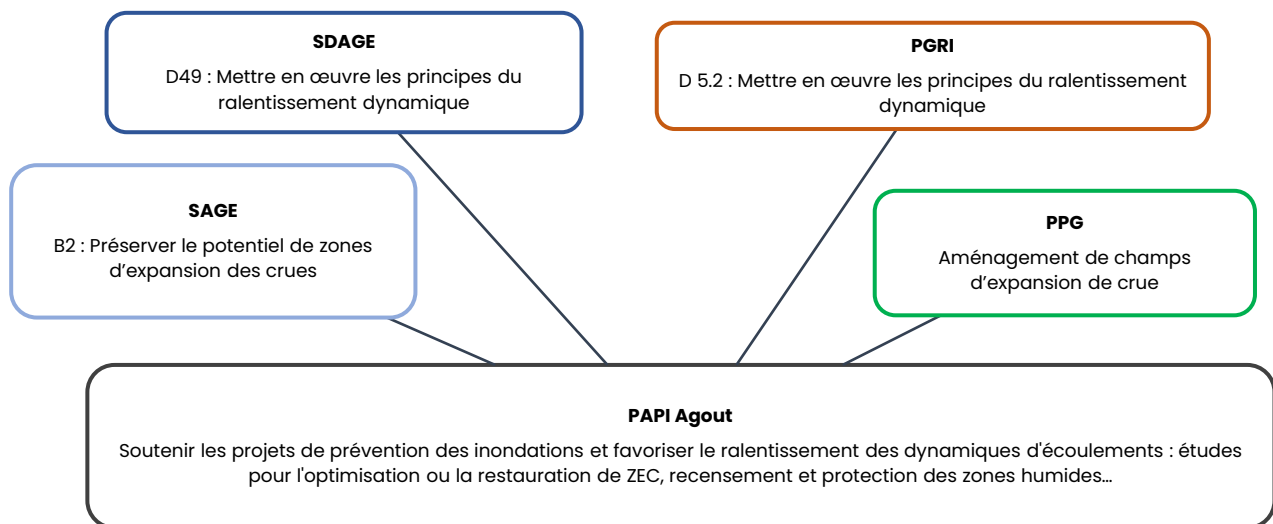 SDAGE
D49 : Mettre en œuvre les principes du
ralentissement dynamique
PGRI
D 5.2 : Mettre en œuvre les principes du ralentissement
dynamique
SAGE
B2 : Préserver le potentiel de zones
d’expansion des crues
PPG
Aménagement de champs
d’expansion de crue
PAPI Agout
Soutenir les projets de prévention des inondations et favoriser le ralentissement des dynamiques d'écoulements : études
pour l'optimisation ou la restauration de ZEC, recensement et protection des zones humides…